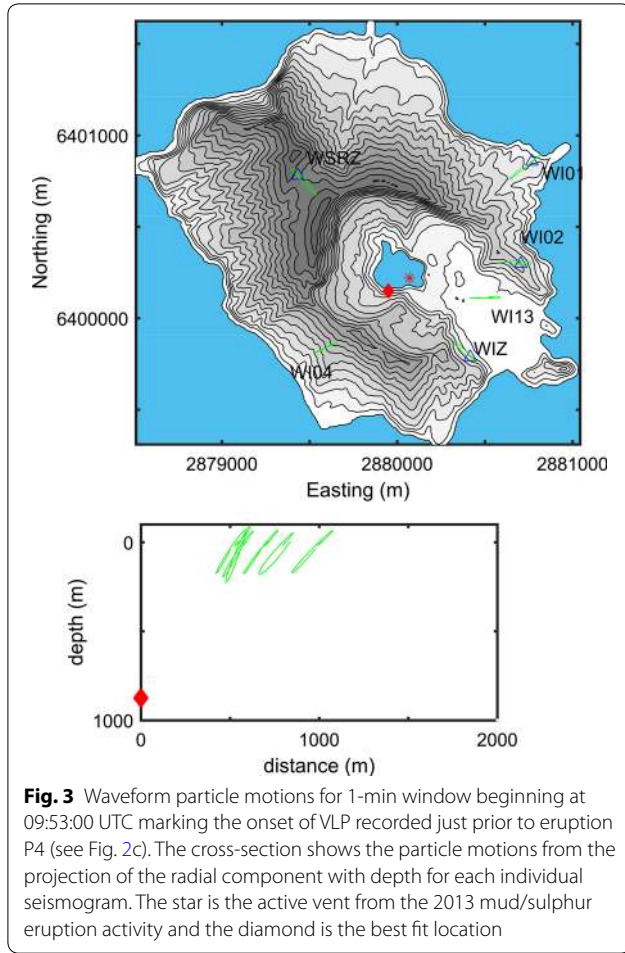 6401000
WSRZ
WI01
WI02
Northing (m)
6400000
WI13
WIZ
WI04
2879000 2880000 2881000
Easting (m)
0
depth (m)
1000
0 1000 2000
distance (m)
Fig. 3 Waveform particle motions for 1-min window beginning at
09:53:00 UTC marking the onset of VLP recorded just prior to eruption
P4 (see Fig. 2c). The cross-section shows the particle motions from the
projection of the radial component with depth for each individual
seismogram. The star is the active vent from the 2013 mud/sulphur
eruption activity and the diamond is the best fit location